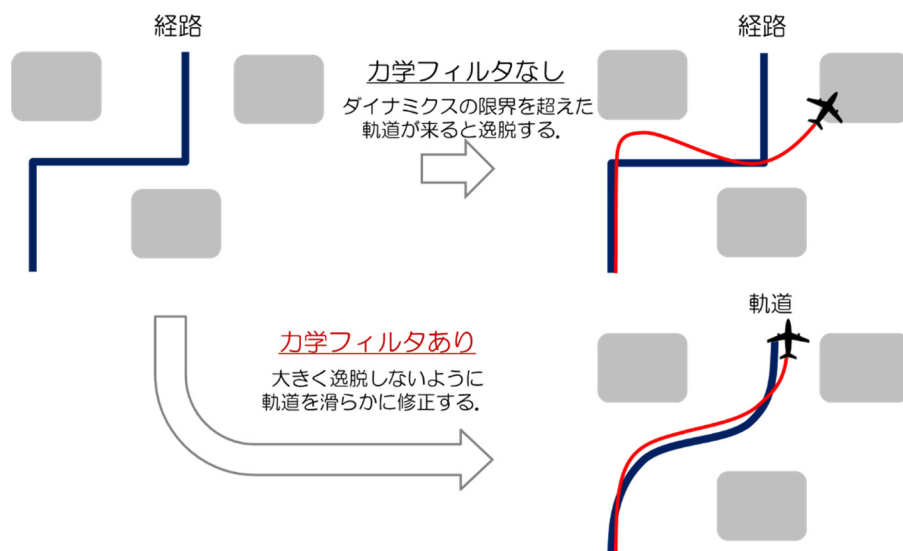 経路
経路
力学フィルタなし
ダイナミクスの限界を超えた
軌道が来ると逸脱する.
軌道
力学フィルタあり
大きく逸脱しないように
軌道を滑らかに修正する.